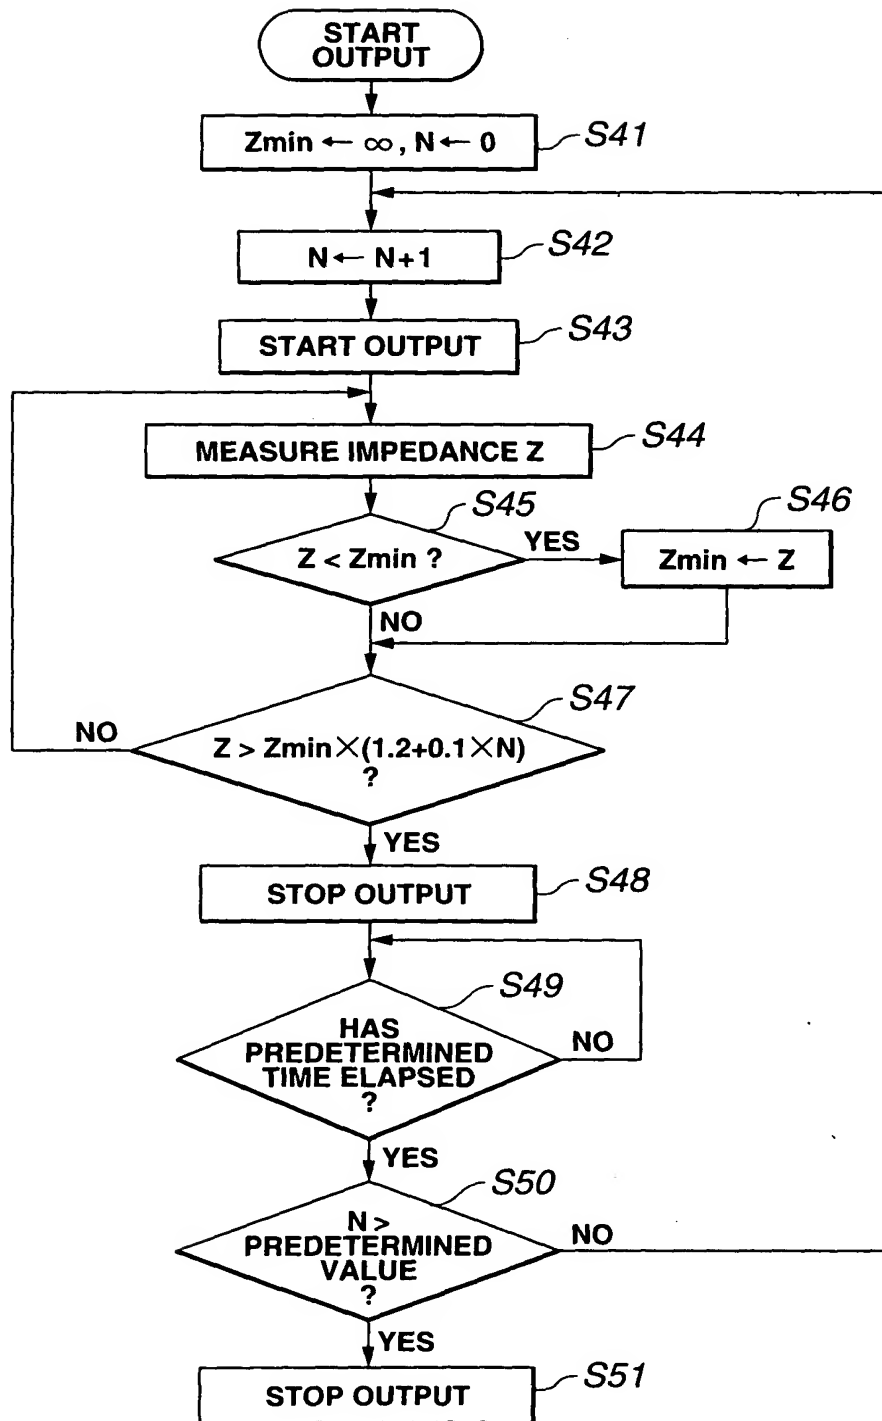 START
OUTPUT
Zmin ← ∞, N ← 0
S41
N ← N+1
S42
START OUTPUT
S43
MEASURE IMPEDANCE Z
S44
Z < Zmin ?
S45
YES
Zmin ← Z
S46
NO
Z > Zmin×(1.2+0.1×N)
?
S47
NO
YES
STOP OUTPUT
S48
HAS
PREDETERMINED
TIME ELAPSED
?
S49
NO
YES
N >
PREDETERMINED
VALUE
?
S50
NO
YES
STOP OUTPUT
S51